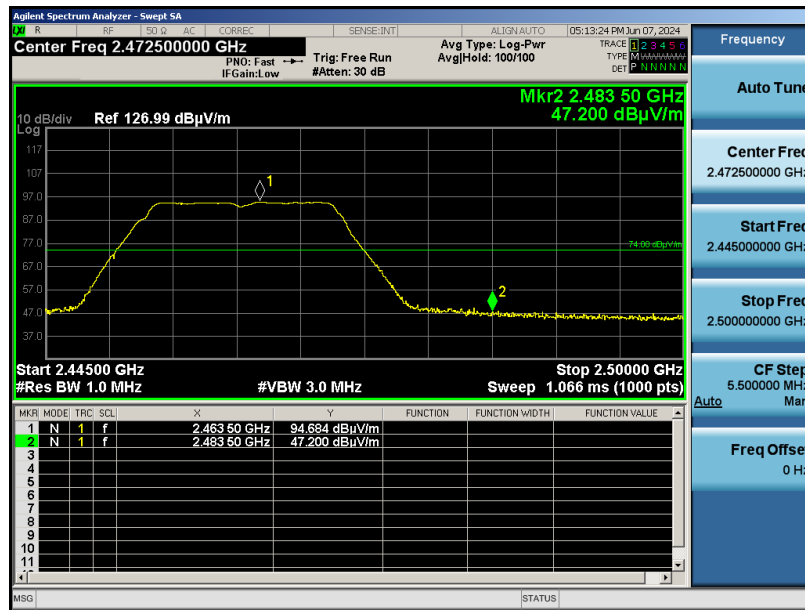 Agilent Spectrum Analyzer - Swept SA
R RF 50 Ω AC CORREC SENSE:INT ALIGN AUTO 05:13:24 PM Jun 07, 2024
Center Freq 2.472500000 GHz
PNO: Fast Trig: Free Run
IFGain:Low #Atten: 30 dB
Avg Type: Log-Pwr
Avg|Hold: 100/100
TRACE 1 2 3 4 5 6
TYPE M
DET P N N N N N
Mkr2 2.483 50 GHz
47.200 dBµV/m
10 dB/div Ref 126.99 dBµV/m
Log
117
107
97.0
87.0
77.0
67.0
57.0
47.0
37.0
1
74.00 dBµV/m
2
Start 2.44500 GHz Stop 2.50000 GHz
#Res BW 1.0 MHz #VBW 3.0 MHz Sweep 1.066 ms (1000 pts)
MKR MODE TRC SCL X Y FUNCTION FUNCTION WIDTH FUNCTION VALUE
1 N 1 f 2.463 50 GHz 94.684 dBµV/m
2 N 1 f 2.483 50 GHz 47.200 dBµV/m
3
4
5
6
7
8
9
10
11
MSG STATUS
Frequency
Auto Tune
Center Freq
2.472500000 GHz
Start Freq
2.445000000 GHz
Stop Freq
2.500000000 GHz
CF Step
5.500000 MHz
Auto Man
Freq Offset
0 Hz